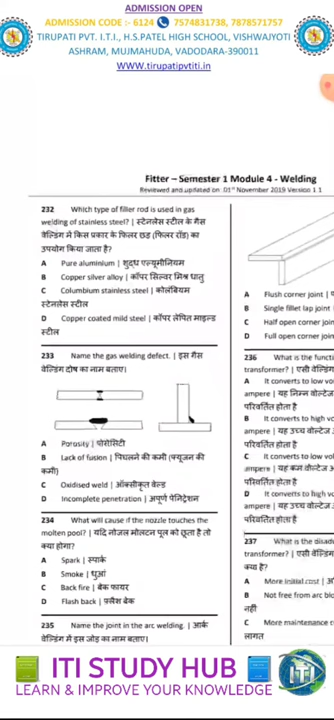 ADMISSION OPEN
ADMISSION CODE :- 6124 7574831738, 7878571757
TIRUPATI PVT. I.T.I., H.S.PATEL HIGH SCHOOL, VISHWAJYOTI
ASHRAM, MUJMAHUDA, VADODARA-390011
WWW.tirupatipvtiti.in
Fitter – Semester 1 Module 4 - Welding
Reviewed and updated on :01st November 2019 Version 1.1
232 Which type of filler rod is used in gas
welding of stainless steel? | स्टेनलेस स्टील के गैस
वेल्डिंग में किस प्रकार के फिलर छड़ (फिलर रॉड) का
उपयोग किया जाता है?
A Pure aluminium | शुद्ध एल्यूमीनियम
B Copper silver alloy | कॉपर सिल्वर मिश्र धातु
C Columbium stainless steel | कोलंबियम
स्टेनलेस स्टील
D Copper coated mild steel | कॉपर लेपित माइल्ड
स्टील
233 Name the gas welding defect. | इस गैस
वेल्डिंग दोष का नाम बताए।
A Porosity | पोरोसिटी
B Lack of fusion | पिघलने की कमी (फ्यूजन की
कमी)
C Oxidised weld | ऑक्सीकृत वेल्ड
D Incomplete penetration | अपूर्ण पेनिट्रेशन
234 What will cause if the nozzle touches the
molten pool? | यदि नोजल मोलटन पूल को छूता है तो
क्या होगा?
A Spark | स्पार्क
B Smoke | धुआं
C Back fire | बैक फायर
D Flash back | फ्लैश बैक
235 Name the joint in the arc welding. | आर्क
वेल्डिंग में इस जोड़ का नाम बताए।
A Flush corner joint |
B Single fillet lap joint
C Half open corner join
D Full open corner join
236 What is the functi
transformer? | एसी वेल्डिंग
A It converts to low vo
ampere | यह निम्न वोल्टेज
परिवर्तित होता है
B It converts to high vo
ampere | यह उच्च वोल्टेज
परिवर्तित होता है
C It converts to low vol
ampere | यह कम वोल्टेज
परिवर्तित होता है
D It converts to high vo
ampere | यह उच्च वोल्टेज
परिवर्तित होता है
237 What is the disad
transformer? | एसी वेल्डिंग
क्या है?
A More initial cost |
B Not free from arc blo
नहीं
C More maintenance
लागत
ITI STUDY HUB
LEARN & IMPROVE YOUR KNOWLEDGE
ITI